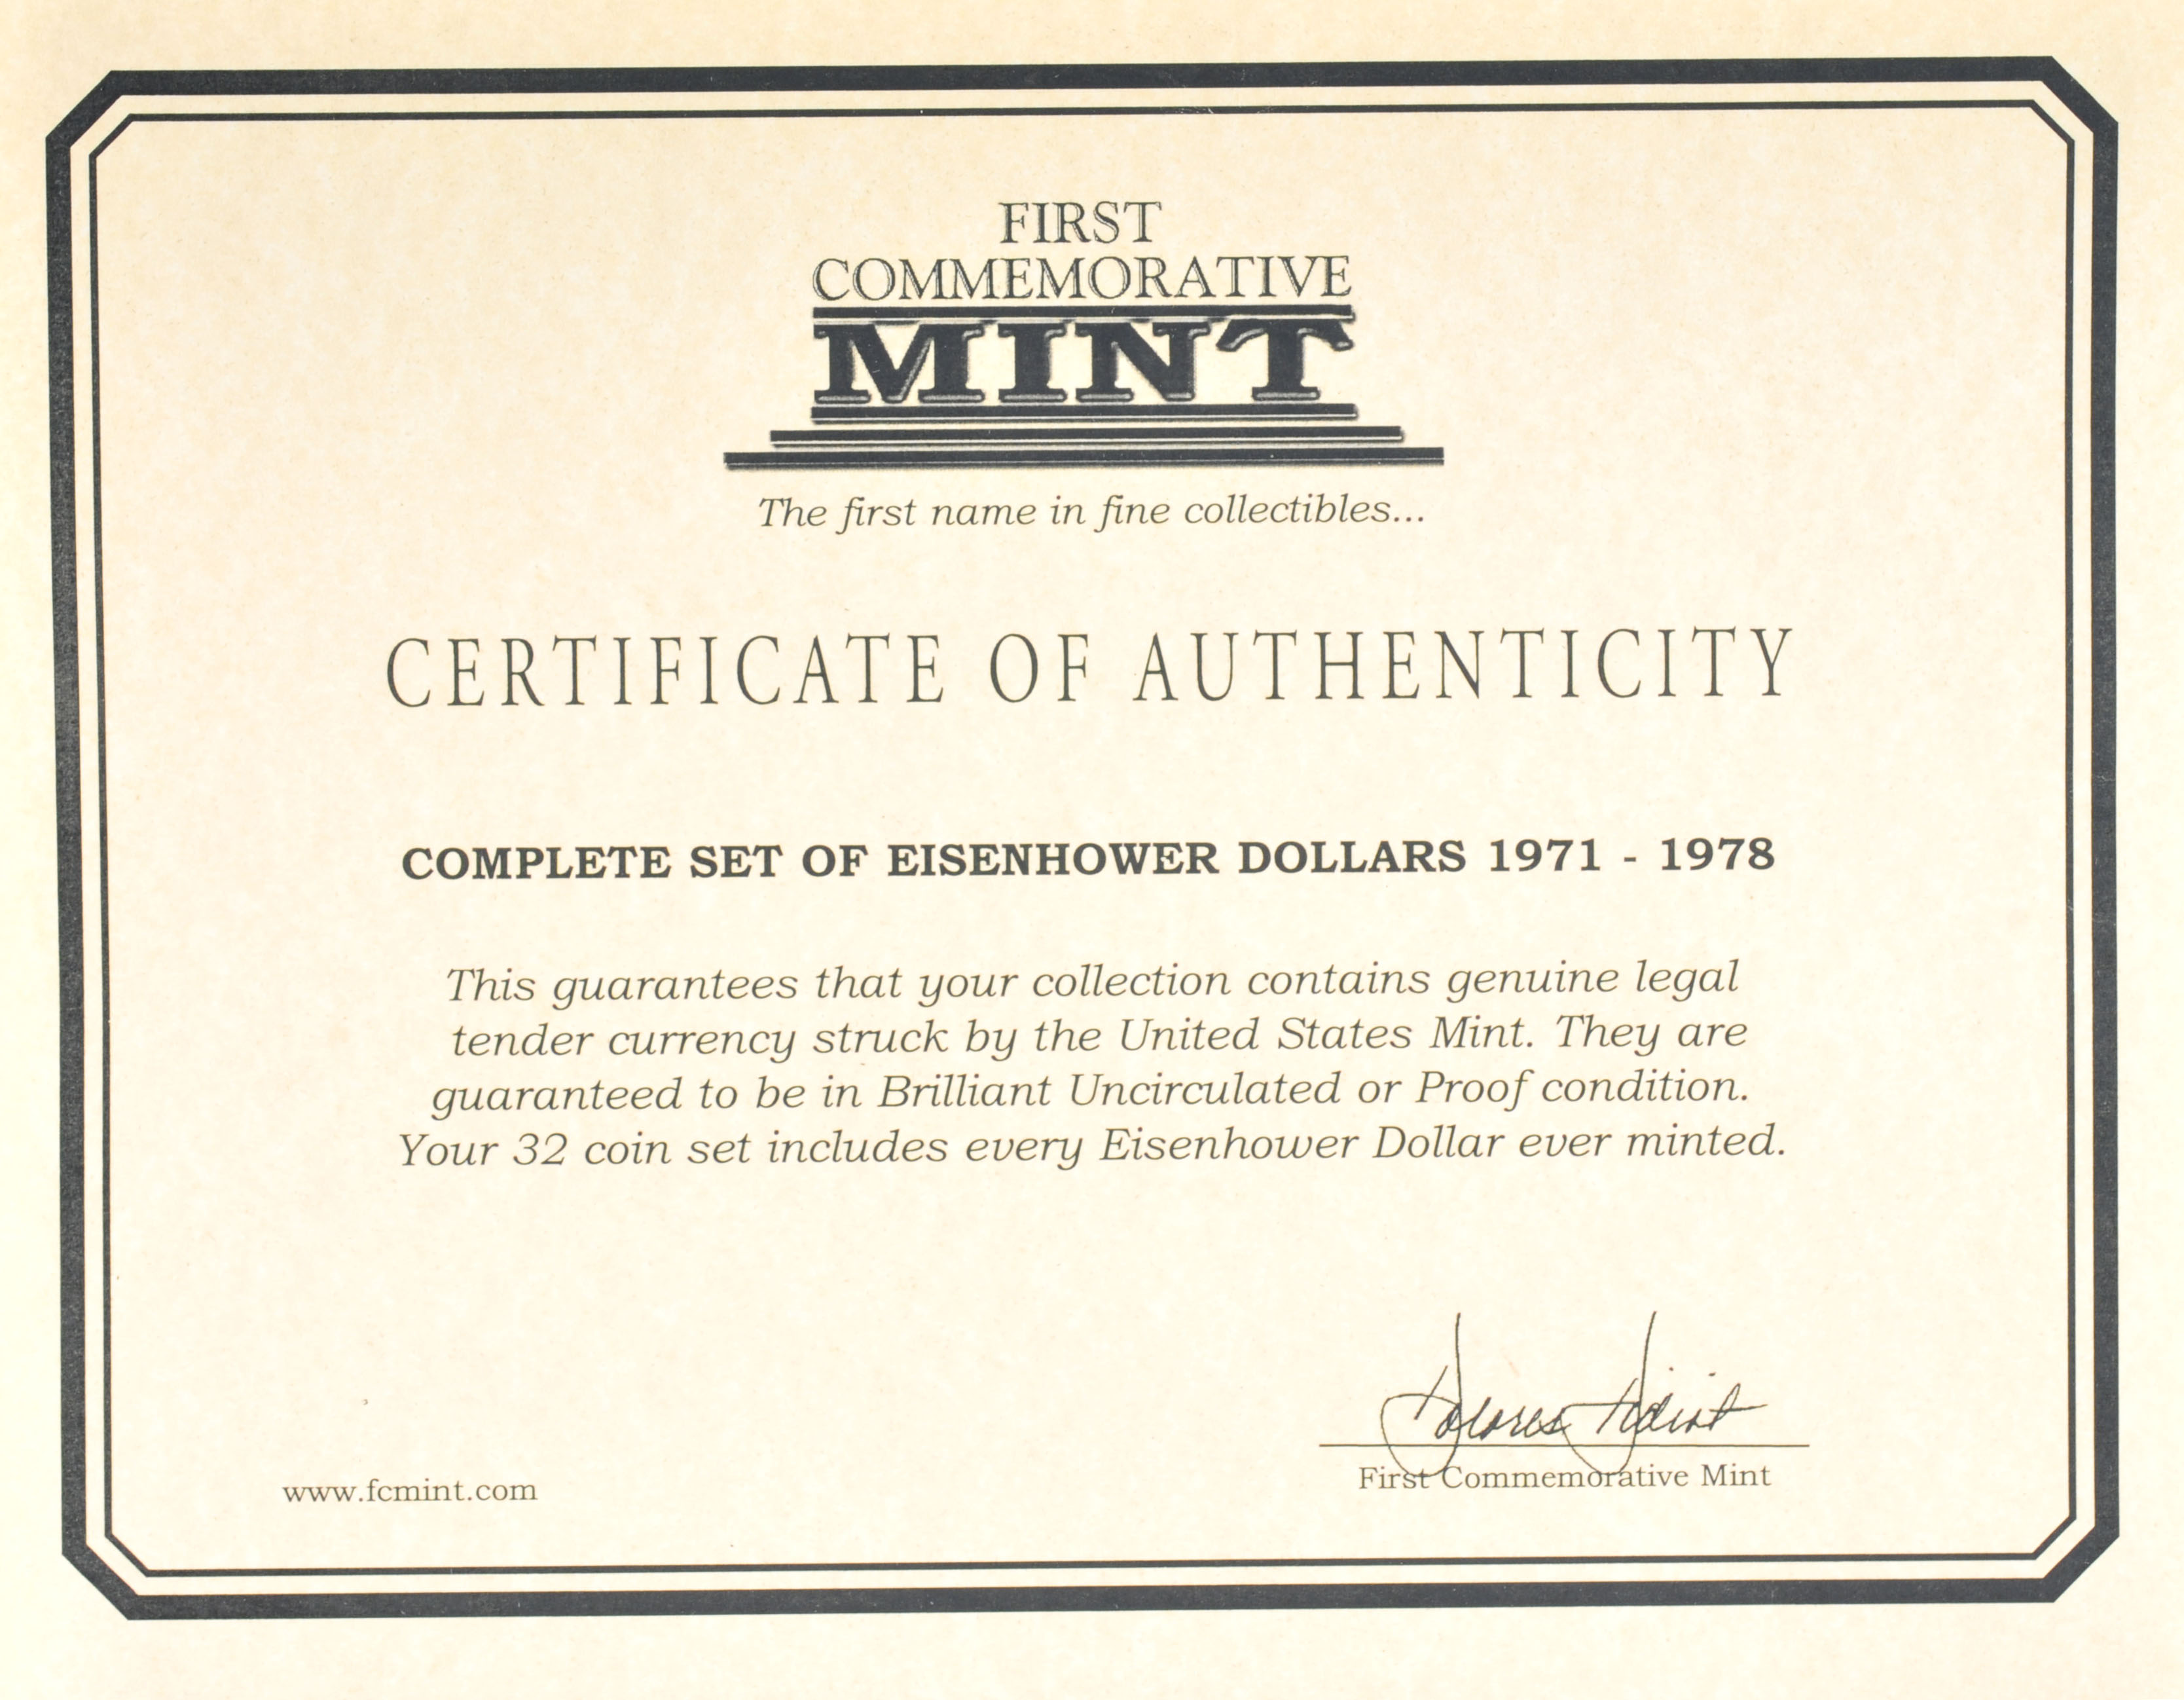 FIRST
COMMEMORATIVE
MINT
The first name in fine collectibles...
CERTIFICATE OF AUTHENTICITY
COMPLETE SET OF EISENHOWER DOLLARS 1971 - 1978
This guarantees that your collection contains genuine legal
tender currency struck by the United States Mint. They are
guaranteed to be in Brilliant Uncirculated or Proof condition.
Your 32 coin set includes every Eisenhower Dollar ever minted.
Dolores
First Commemorative Mint
www.fcmint.com